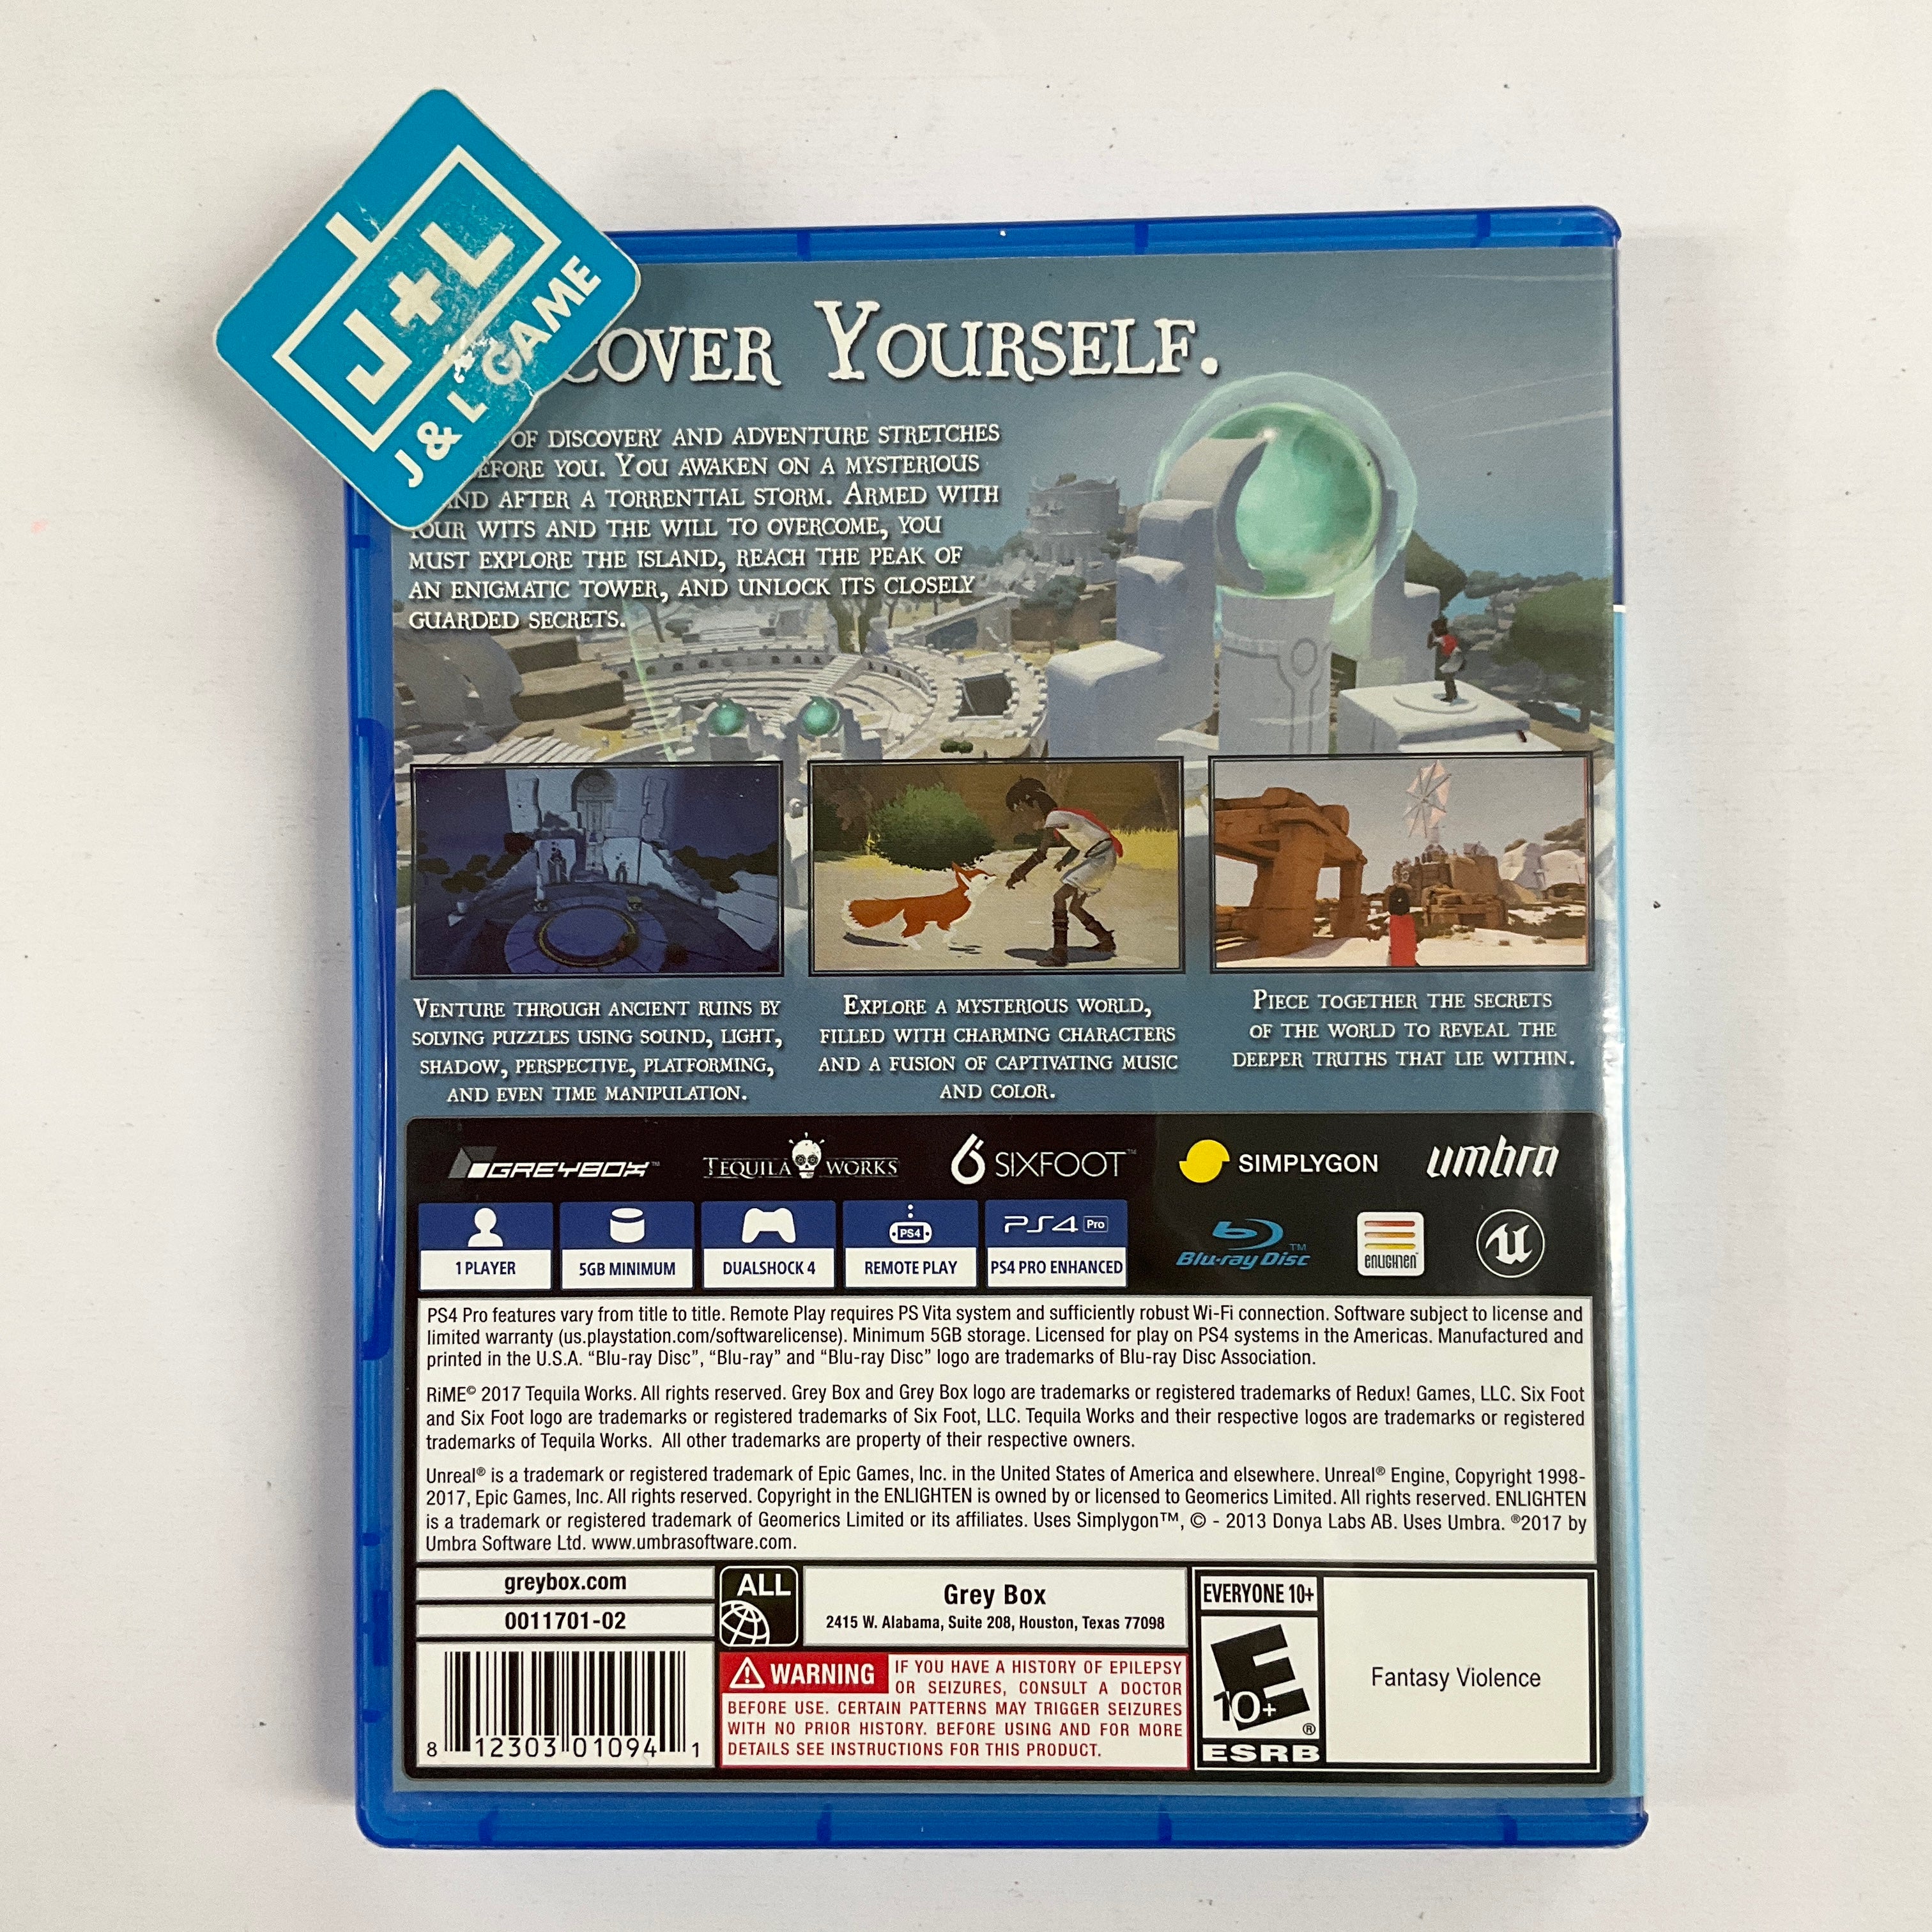 J+L
J & L GAME
COVER YOURSELF.
OF DISCOVERY AND ADVENTURE STRETCHES
BEFORE YOU. YOU AWAKEN ON A MYSTERIOUS
AND AFTER A TORRENTIAL STORM. ARMED WITH
YOUR WITS AND THE WILL TO OVERCOME, YOU
MUST EXPLORE THE ISLAND, REACH THE PEAK OF
AN ENIGMATIC TOWER, AND UNLOCK ITS CLOSELY
GUARDED SECRETS.
VENTURE THROUGH ANCIENT RUINS BY
SOLVING PUZZLES USING SOUND, LIGHT,
SHADOW, PERSPECTIVE, PLATFORMING,
AND EVEN TIME MANIPULATION.
EXPLORE A MYSTERIOUS WORLD,
FILLED WITH CHARMING CHARACTERS
AND A FUSION OF CAPTIVATING MUSIC
AND COLOR.
PIECE TOGETHER THE SECRETS
OF THE WORLD TO REVEAL THE
DEEPER TRUTHS THAT LIE WITHIN.
GREYBOX™ TEQUILA WORKS SIXFOOT™ SIMPLYGON umbra
PS4 PS4 Pro
1 PLAYER 5GB MINIMUM DUALSHOCK 4 REMOTE PLAY PS4 PRO ENHANCED Blu-ray Disc™ ENLIGHTEN
PS4 Pro features vary from title to title. Remote Play requires PS Vita system and sufficiently robust Wi-Fi connection. Software subject to license and
limited warranty (us.playstation.com/softwarelicense). Minimum 5GB storage. Licensed for play on PS4 systems in the Americas. Manufactured and
printed in the U.S.A. “Blu-ray Disc”, “Blu-ray” and “Blu-ray Disc” logo are trademarks of Blu-ray Disc Association.
RiME© 2017 Tequila Works. All rights reserved. Grey Box and Grey Box logo are trademarks or registered trademarks of Redux! Games, LLC. Six Foot
and Six Foot logo are trademarks or registered trademarks of Six Foot, LLC. Tequila Works and their respective logos are trademarks or registered
trademarks of Tequila Works. All other trademarks are property of their respective owners.
Unreal® is a trademark or registered trademark of Epic Games, Inc. in the United States of America and elsewhere. Unreal® Engine, Copyright 1998-
2017, Epic Games, Inc. All rights reserved. Copyright in the ENLIGHTEN is owned by or licensed to Geomerics Limited. All rights reserved. ENLIGHTEN
is a trademark or registered trademark of Geomerics Limited or its affiliates. Uses Simplygon™, © - 2013 Donya Labs AB. Uses Umbra. ®2017 by
Umbra Software Ltd. www.umbrasoftware.com.
greybox.com
0011701-02
8 12303 01094 1
ALL
Grey Box
2415 W. Alabama, Suite 208, Houston, Texas 77098
WARNING IF YOU HAVE A HISTORY OF EPILEPSY
OR SEIZURES, CONSULT A DOCTOR
BEFORE USE. CERTAIN PATTERNS MAY TRIGGER SEIZURES
WITH NO PRIOR HISTORY. BEFORE USING AND FOR MORE
DETAILS SEE INSTRUCTIONS FOR THIS PRODUCT.
EVERYONE 10+
E
10+
®
ESRB
Fantasy Violence